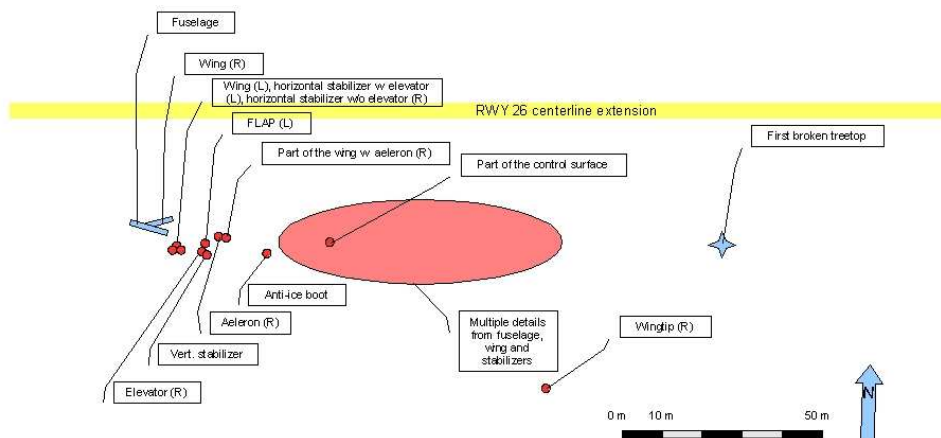 Fuselage
Wing (R)
Wing (L), horizontal stabilizer w elevator
(L), horizontal stabilizer w/o elevator (R)
RWY 26 centerline extension
FLAP (L)
First broken treetop
Part of the wing w aeleron (R)
Part of the control surface
Anti-ice boot
Aeleron (R)
Multiple details
from fuselage,
wing and
stabilizers
Wingtip (R)
Vert. stabilizer
Elevator (R)
0 m 10 m 50 m
N